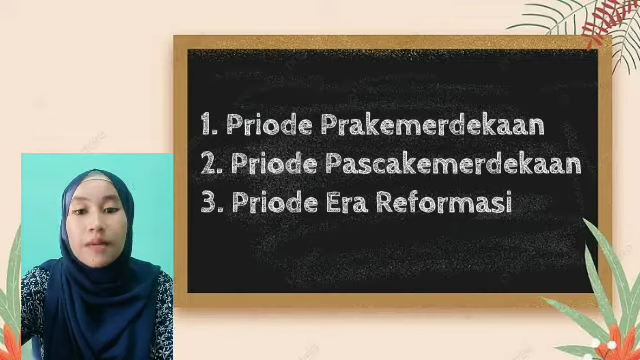 1. Priode Prakemerdekaan
2. Priode Pascakemerdekaan
3. Priode Era Reformasi